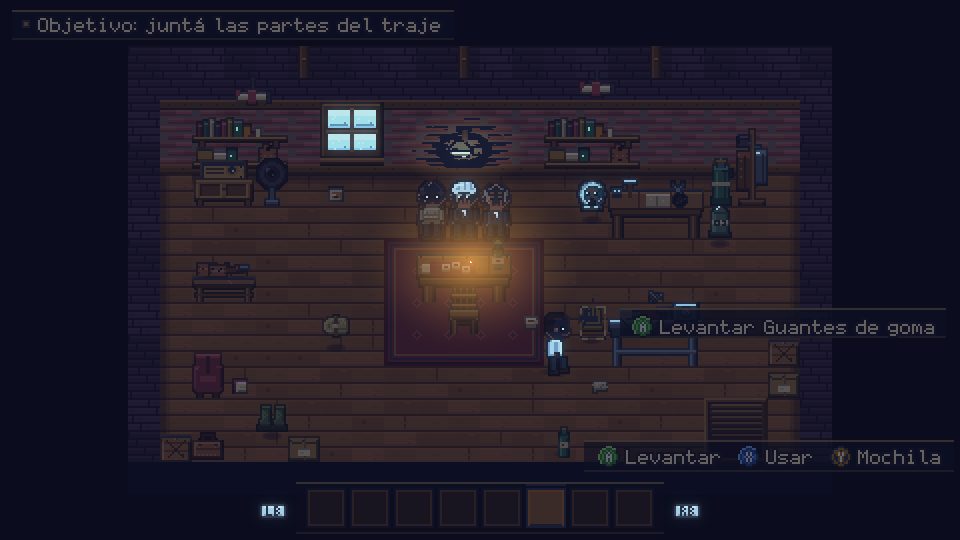 Objetivo: juntá las partes del traje
A Levantar Guantes de goma
A Levantar X Usar Y Mochila
LB RB